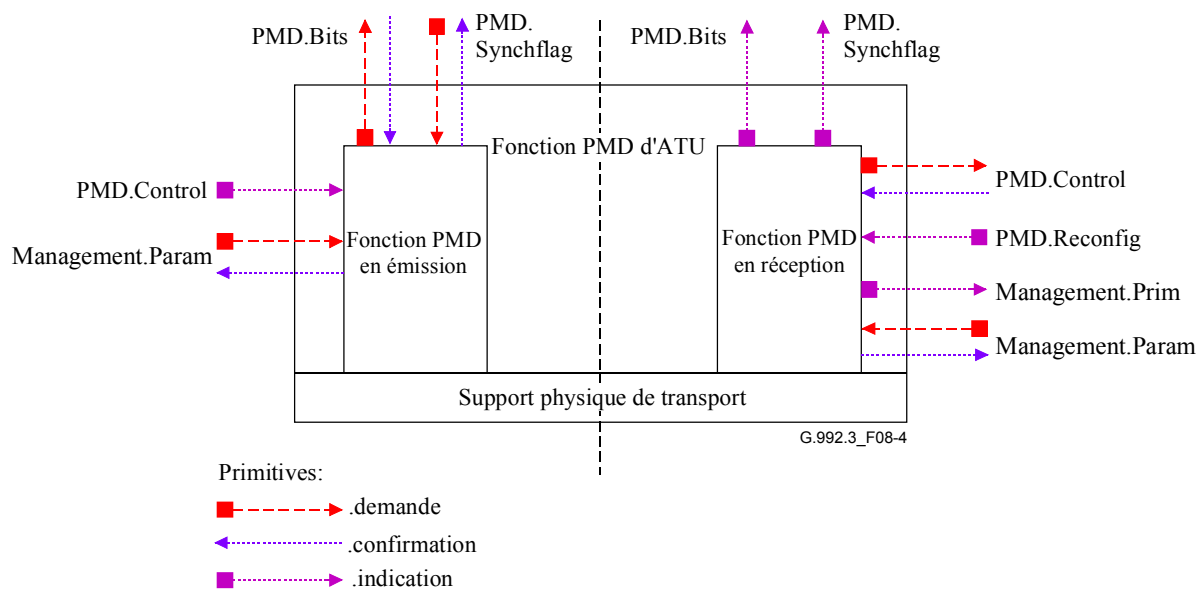 PMD.Bits
PMD.
Synchflag
PMD.Bits
PMD.
Synchflag
Fonction PMD d'ATU
PMD.Control
Management.Param
Fonction PMD
en émission
Fonction PMD
en réception
PMD.Control
PMD.Reconfig
Management.Prim
Management.Param
Support physique de transport
G.992.3_F08-4
Primitives:
.demande
.confirmation
.indication